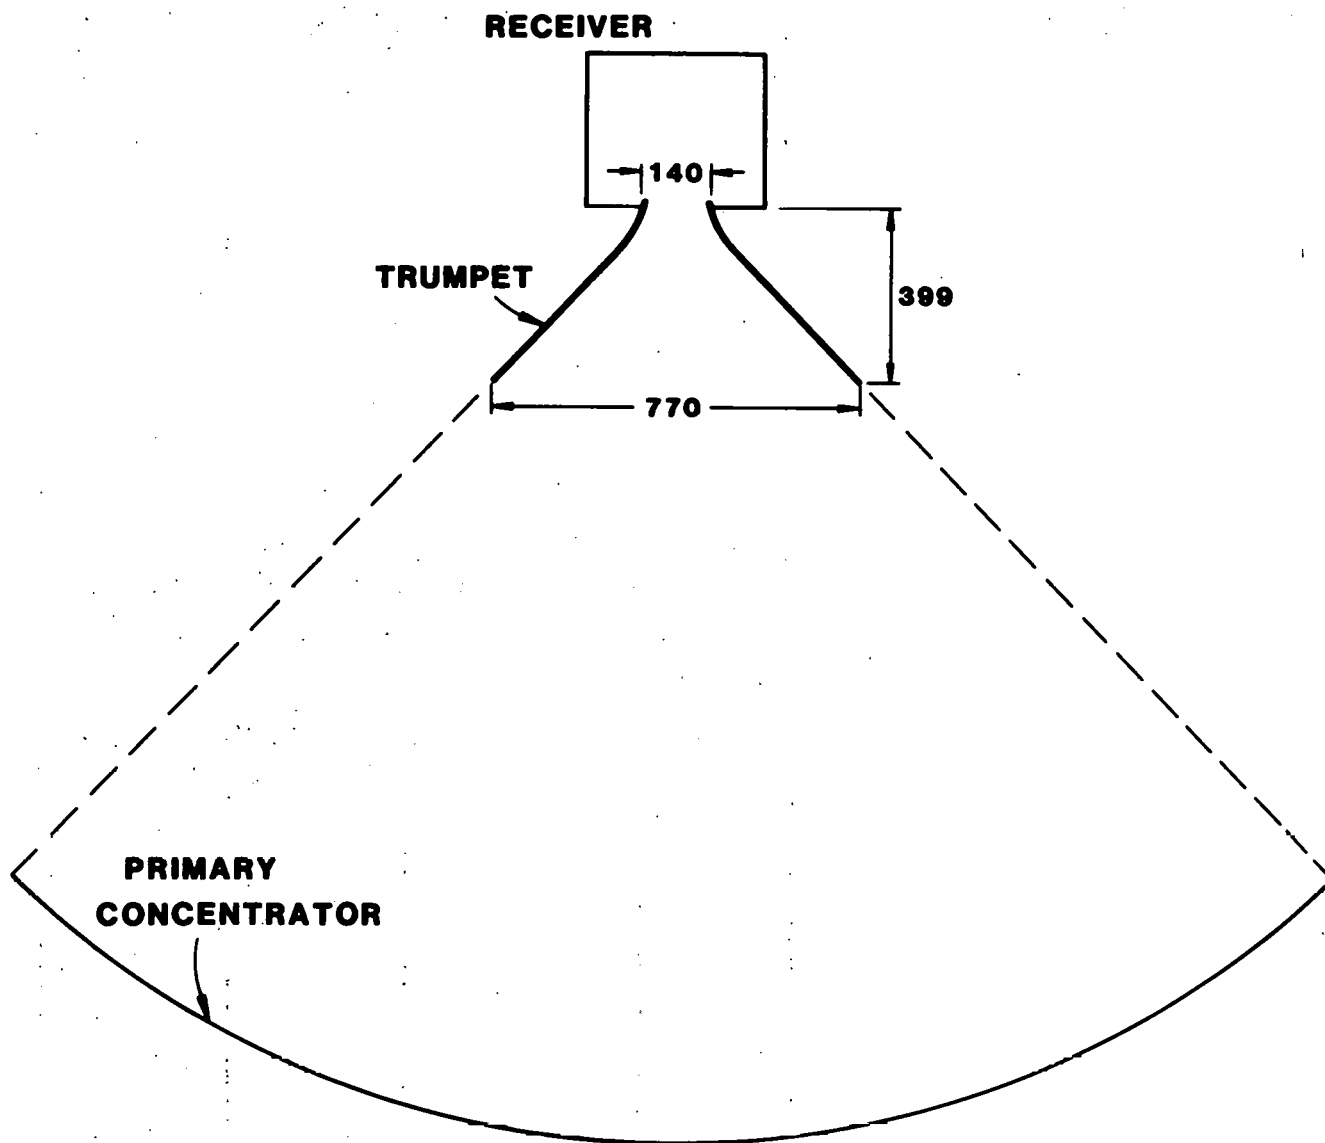 RECEIVER
140
TRUMPET
399
770
PRIMARY
CONCENTRATOR